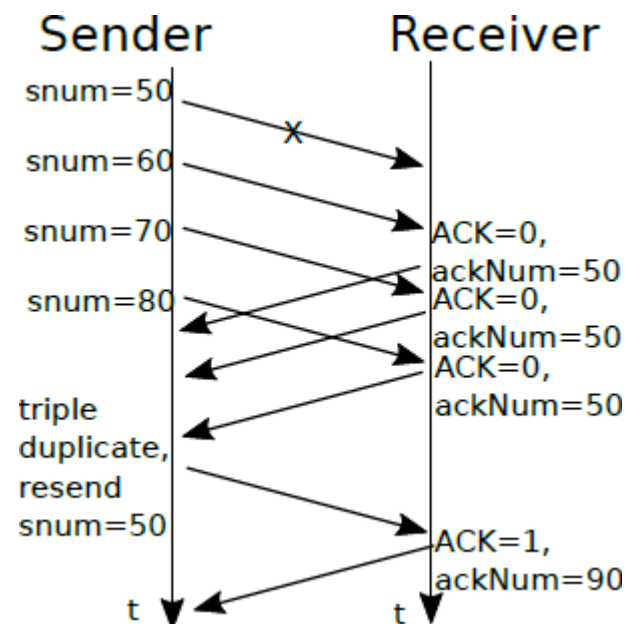 Sender Receiver
snum=50
X
snum=60
snum=70
ACK=0,
ackNum=50
snum=80
ACK=0,
ackNum=50
ACK=0,
ackNum=50
triple
duplicate,
resend
snum=50
ACK=1,
ackNum=90
t t